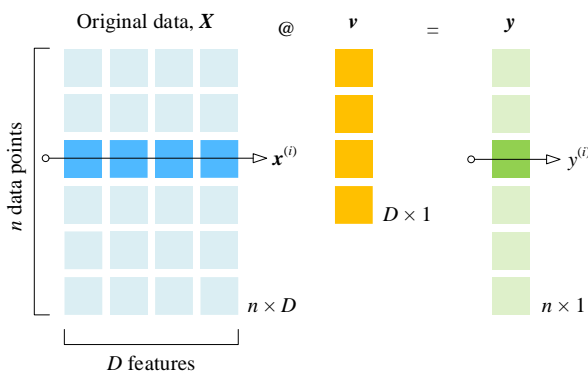 Original data, X @ v = y
n data points
x^(i)
y^(i)
D × 1
n × D
n × 1
D features